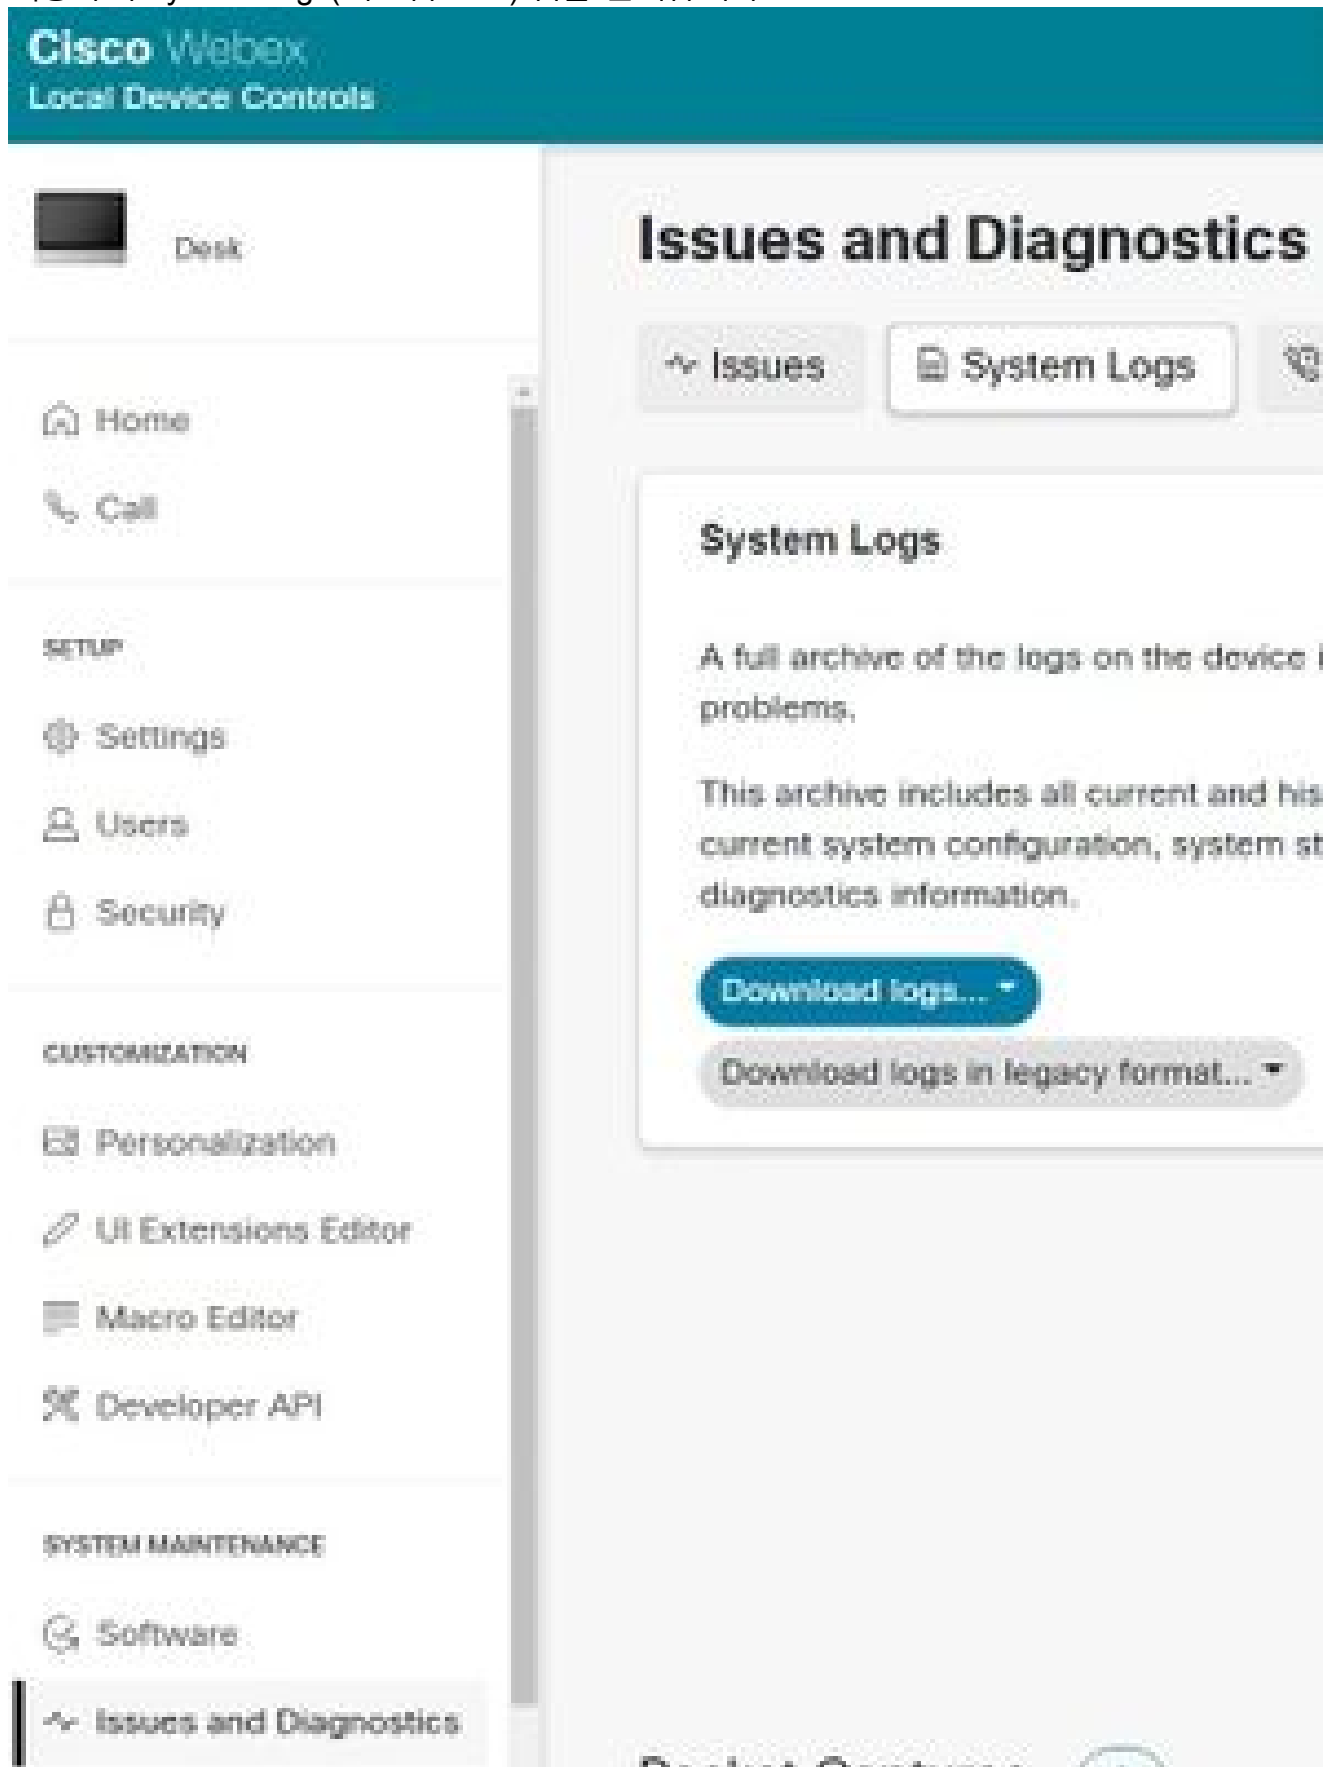 Cisco Webex
Local Device Controls
Desk
Home
Call
SETUP
Settings
Users
Security
CUSTOMIZATION
Personalization
UI Extensions Editor
Macro Editor
Developer API
SYSTEM MAINTENANCE
Software
Issues and Diagnostics
Issues and Diagnostics
Issues
System Logs
System Logs
A full archive of the logs on the device
problems.
This archive includes all current and his
current system configuration, system st
diagnostics information.
Download logs...
Download logs in legacy format...